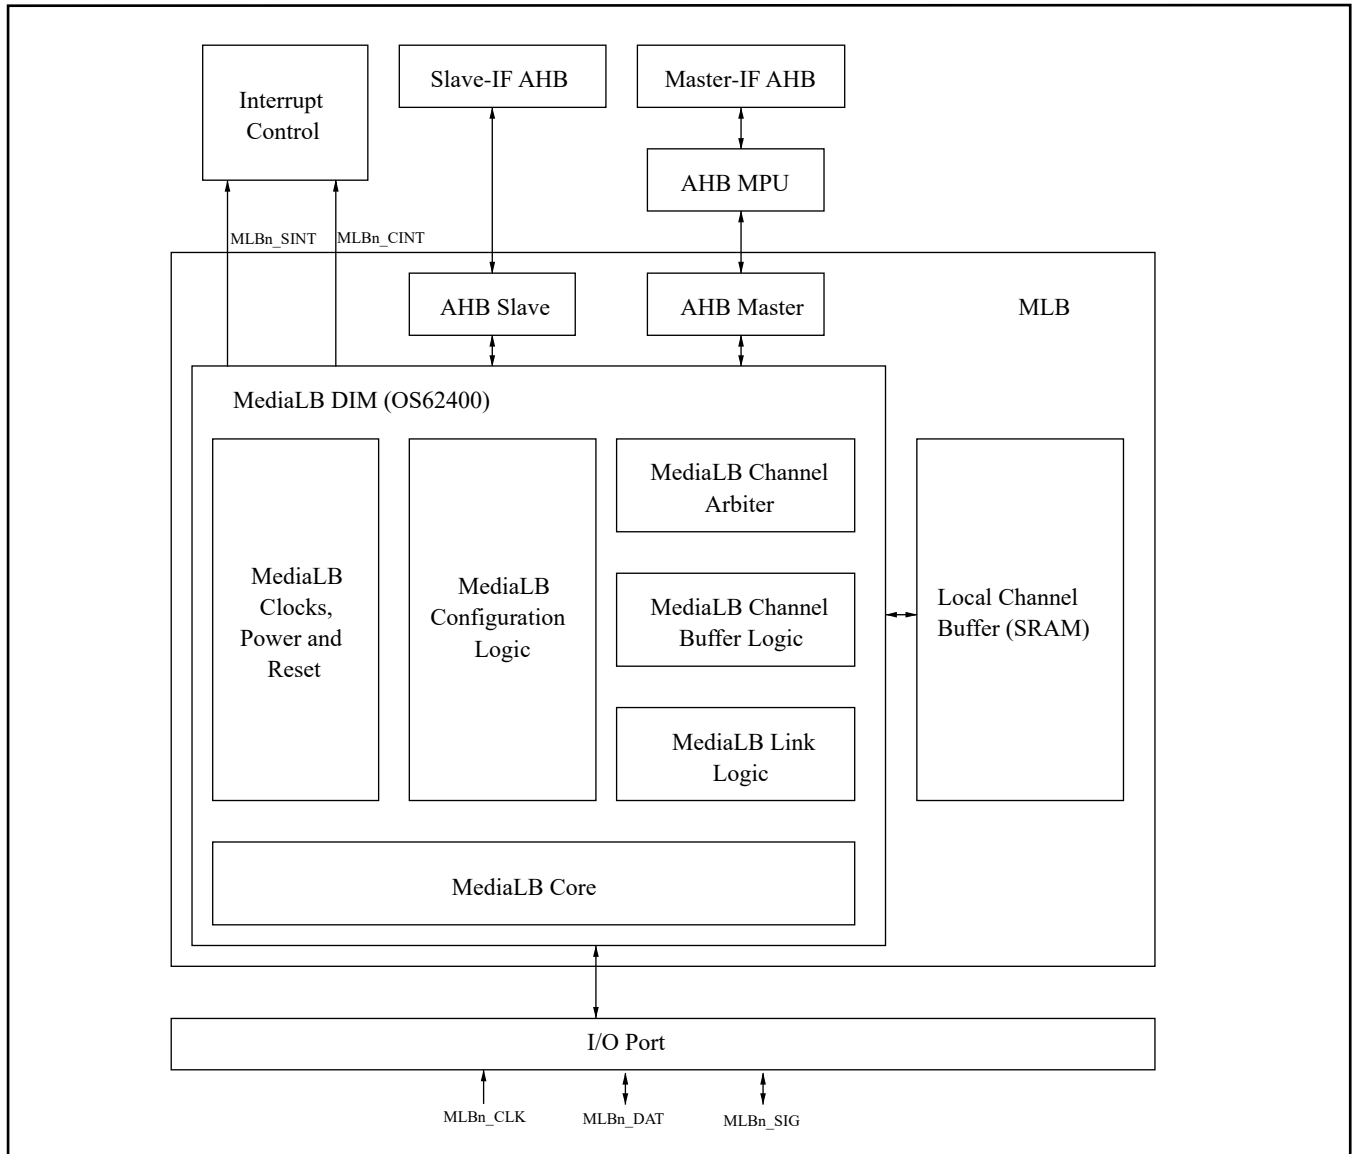 Interrupt
Control
Slave-IF AHB
Master-IF AHB
AHB MPU
MLBn_SINT
MLBn_CINT
AHB Slave
AHB Master
MLB
MediaLB DIM (OS62400)
MediaLB
Clocks,
Power and
Reset
MediaLB
Configuration
Logic
MediaLB Channel
Arbiter
MediaLB Channel
Buffer Logic
MediaLB Link
Logic
Local Channel
Buffer (SRAM)
MediaLB Core
I/O Port
MLBn_CLK
MLBn_DAT
MLBn_SIG